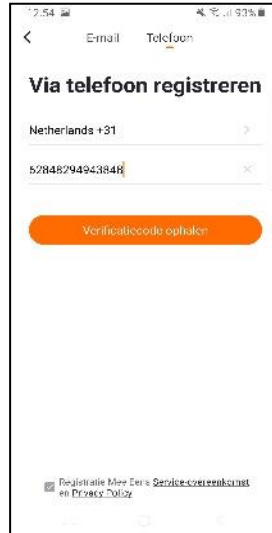 12.54 93%
E-mail Telefoon
Via telefoon registreren
Netherlands +31
62848294943848
Verificatiecode ophalen
Registratie Mee Eens Service-overeenkomst
en Privacy Policy